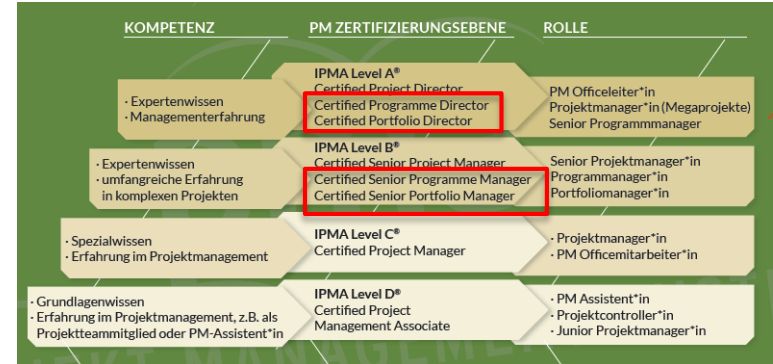 KOMPETENZ
PM ZERTIFIZIERUNGSEBENE
ROLLE
· Expertenwissen
· Managementerfahrung
IPMA Level A®
Certified Project Director
Certified Programme Director
Certified Portfolio Director
PM Officeleiter*in
Projektmanager*in (Megaprojekte)
Senior Programmmanager
· Expertenwissen
· umfangreiche Erfahrung
in komplexen Projekten
IPMA Level B®
Certified Senior Project Manager
Certified Senior Programme Manager
Certified Senior Portfolio Manager
Senior Projektmanager*in
Programmanager*in
Portfoliomanager*in
· Spezialwissen
· Erfahrung im Projektmanagement
IPMA Level C®
Certified Project Manager
· Projektmanager*in
· PM Officemitarbeiter*in
· Grundlagenwissen
· Erfahrung im Projektmanagement, z.B. als
Projektteammitglied oder PM-Assistent*in
IPMA Level D®
Certified Project
Management Associate
· PM Assistent*in
· Projektcontroller*in
· Junior Projektmanager*in